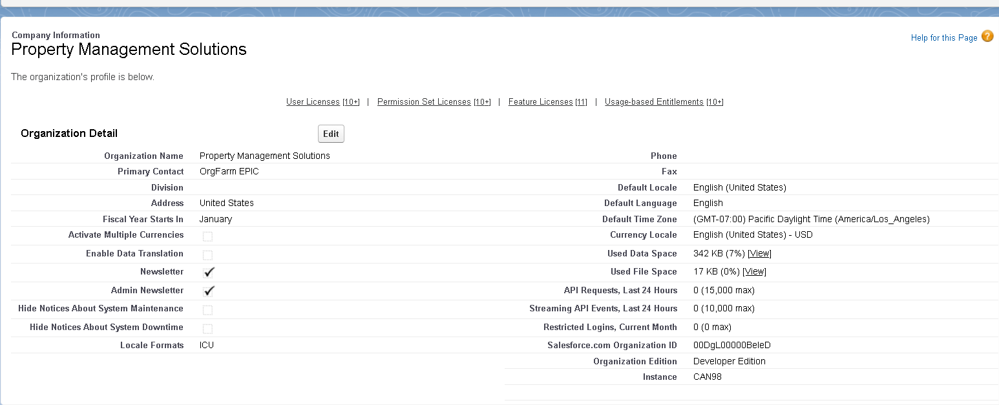 Company Information
Property Management Solutions
Help for this Page ?
The organization's profile is below.
User Licenses [10+] | Permission Set Licenses [10+] | Feature Licenses [11] | Usage-based Entitlements [10+]
Organization Detail Edit
Organization Name Property Management Solutions Phone
Primary Contact OrgFarm EPIC Fax
Division Default Locale English (United States)
Address United States Default Language English
Fiscal Year Starts In January Default Time Zone (GMT-07:00) Pacific Daylight Time (America/Los_Angeles)
Activate Multiple Currencies Currency Locale English (United States) - USD
Enable Data Translation Used Data Space 342 KB (7%) [View]
Newsletter Used File Space 17 KB (0%) [View]
Admin Newsletter API Requests, Last 24 Hours 0 (15,000 max)
Hide Notices About System Maintenance Streaming API Events, Last 24 Hours 0 (10,000 max)
Hide Notices About System Downtime Restricted Logins, Current Month 0 (0 max)
Locale Formats ICU Salesforce.com Organization ID 00DgL00000BeleD
Organization Edition Developer Edition
Instance CAN98